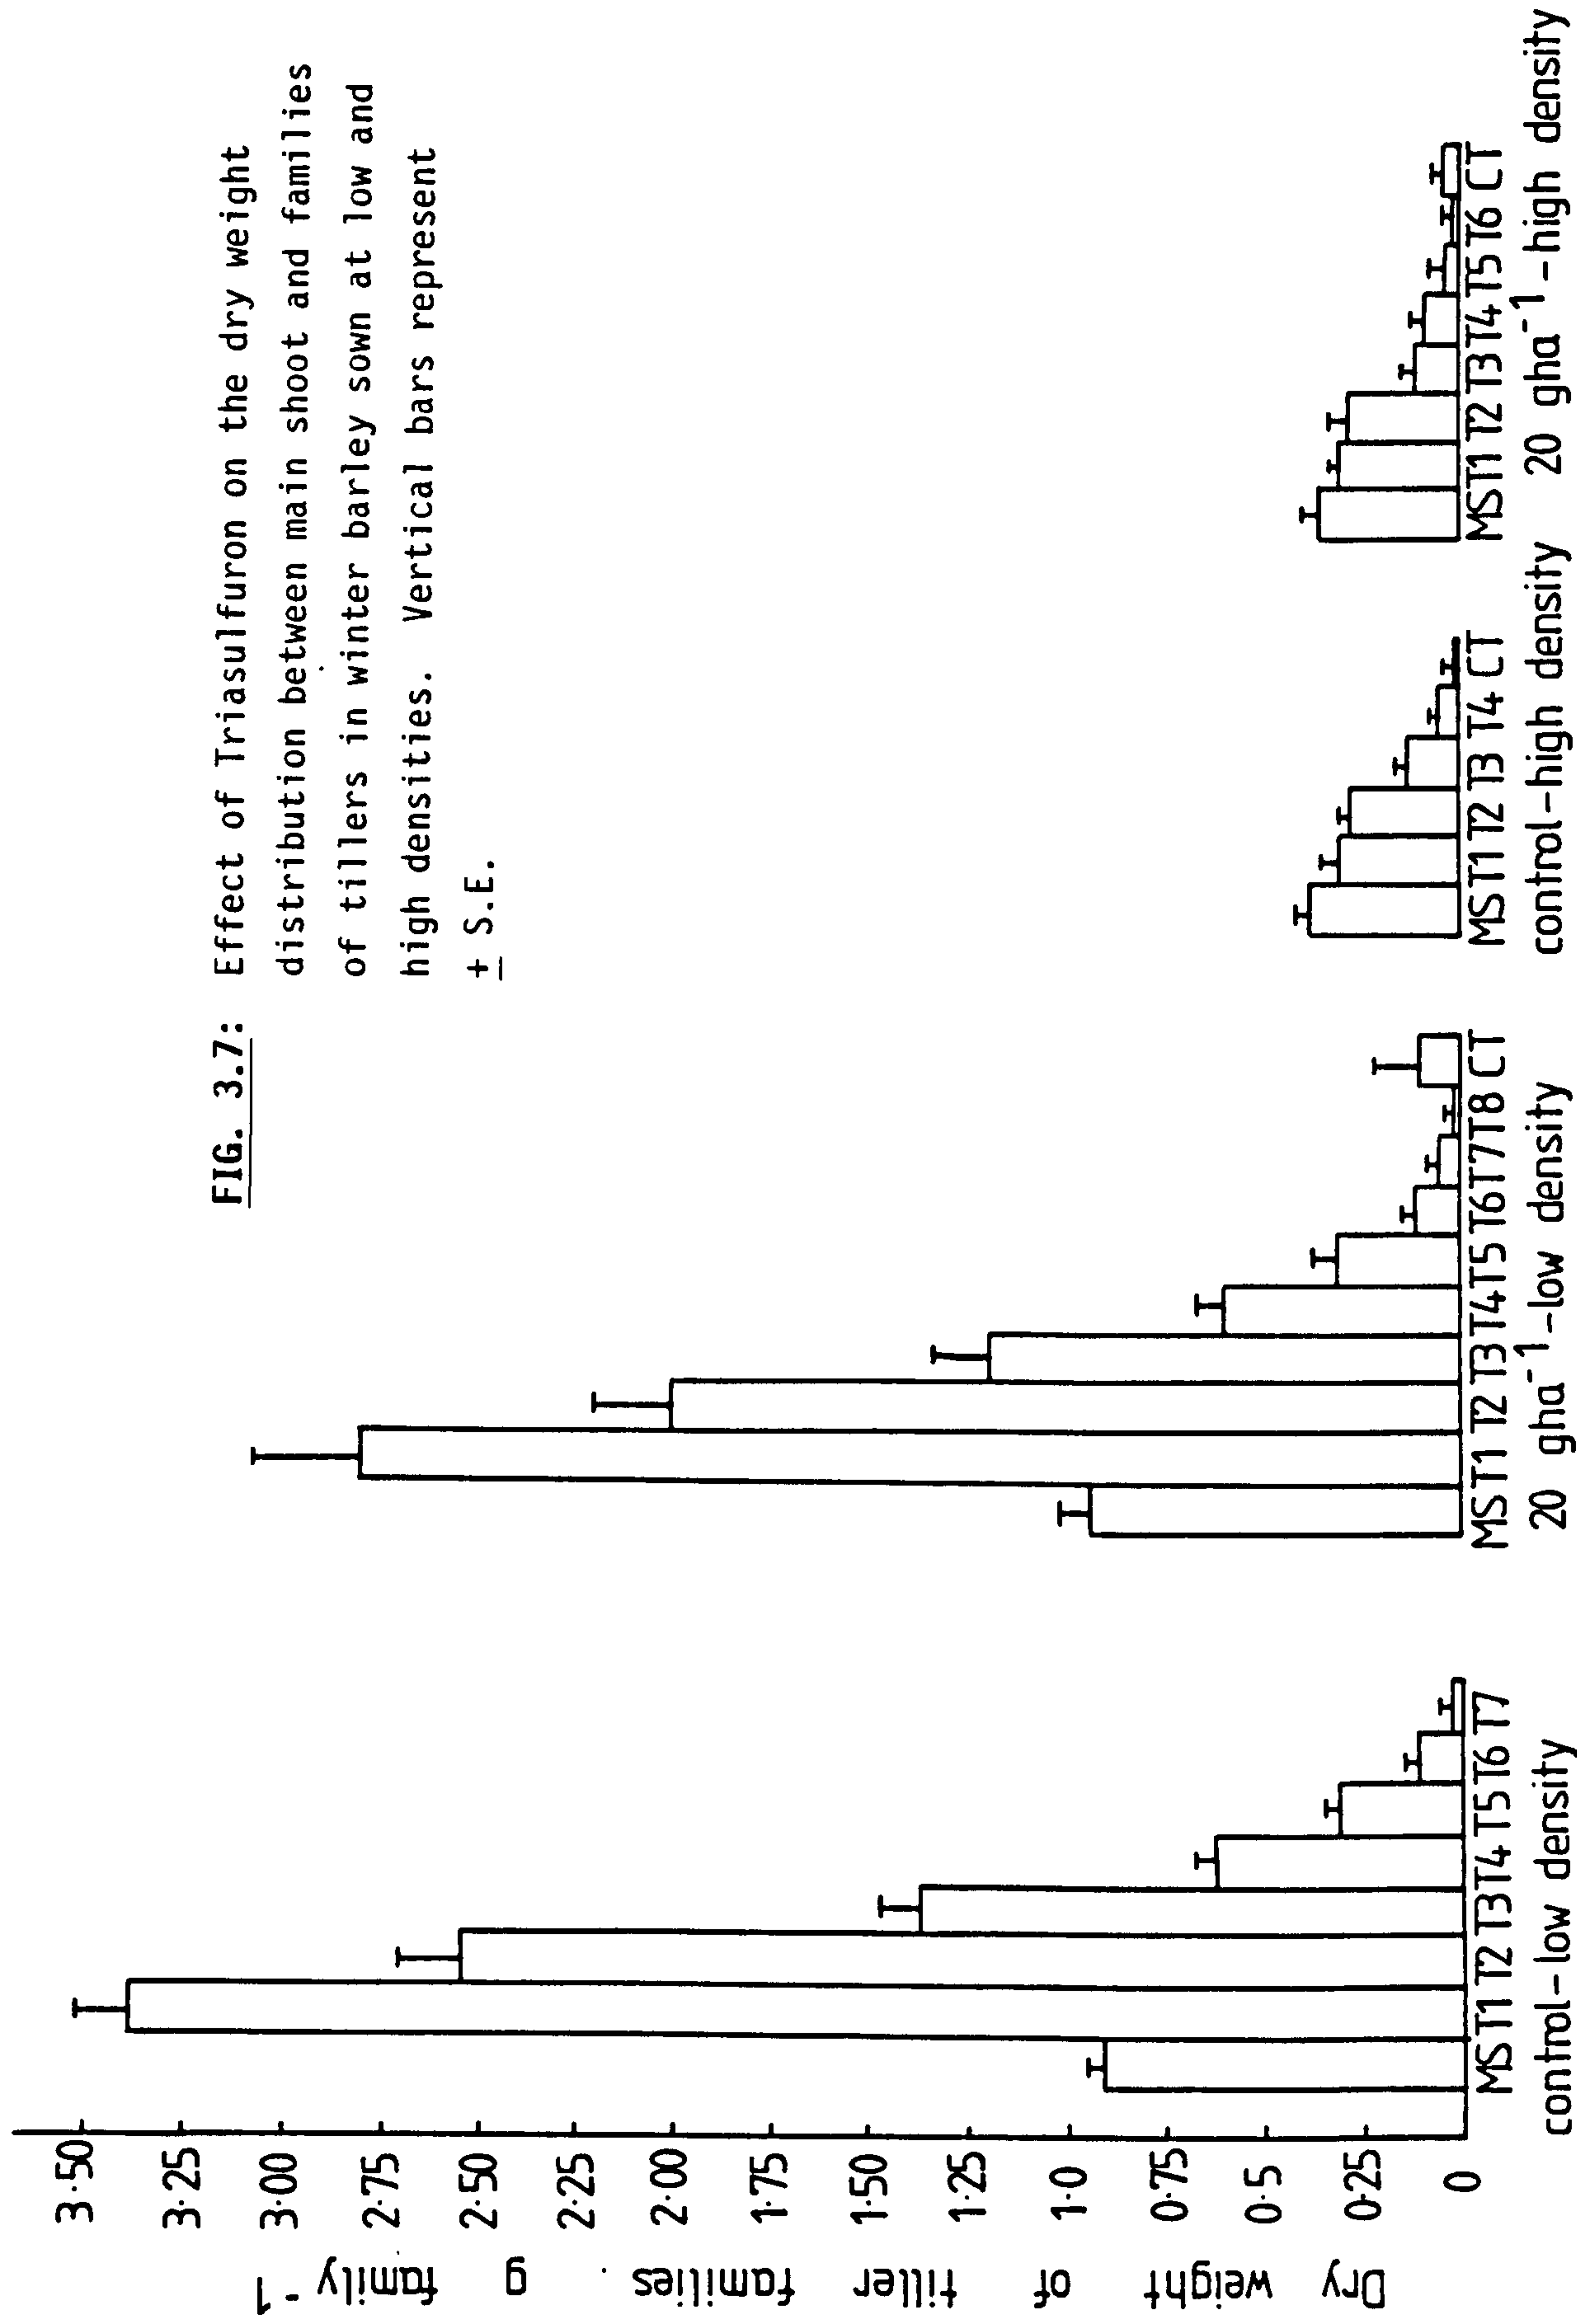 FIG. 3.7: Effect of Triasulfuron on the dry weight
distribution between main shoot and families
of tillers in winter barley sown at low and
high densities. Vertical bars represent
± S.E.
Dry weight of tiller families g family⁻¹
3·50
3·25
3·00
2·75
2·50
2·25
2·00
1·75
1·50
1·25
1·0
0·75
0·5
0·25
0
MS T1 T2 T3 T4 T5 T6 T7
control-low density
MS T1 T2 T3 T4 T5 T6 T7 T8 CT
20 gha⁻¹-low density
MS T1 T2 T3 T4 CT
control-high density
MS T1 T2 T3 T4 T5 T6 CT
20 gha⁻¹-high density